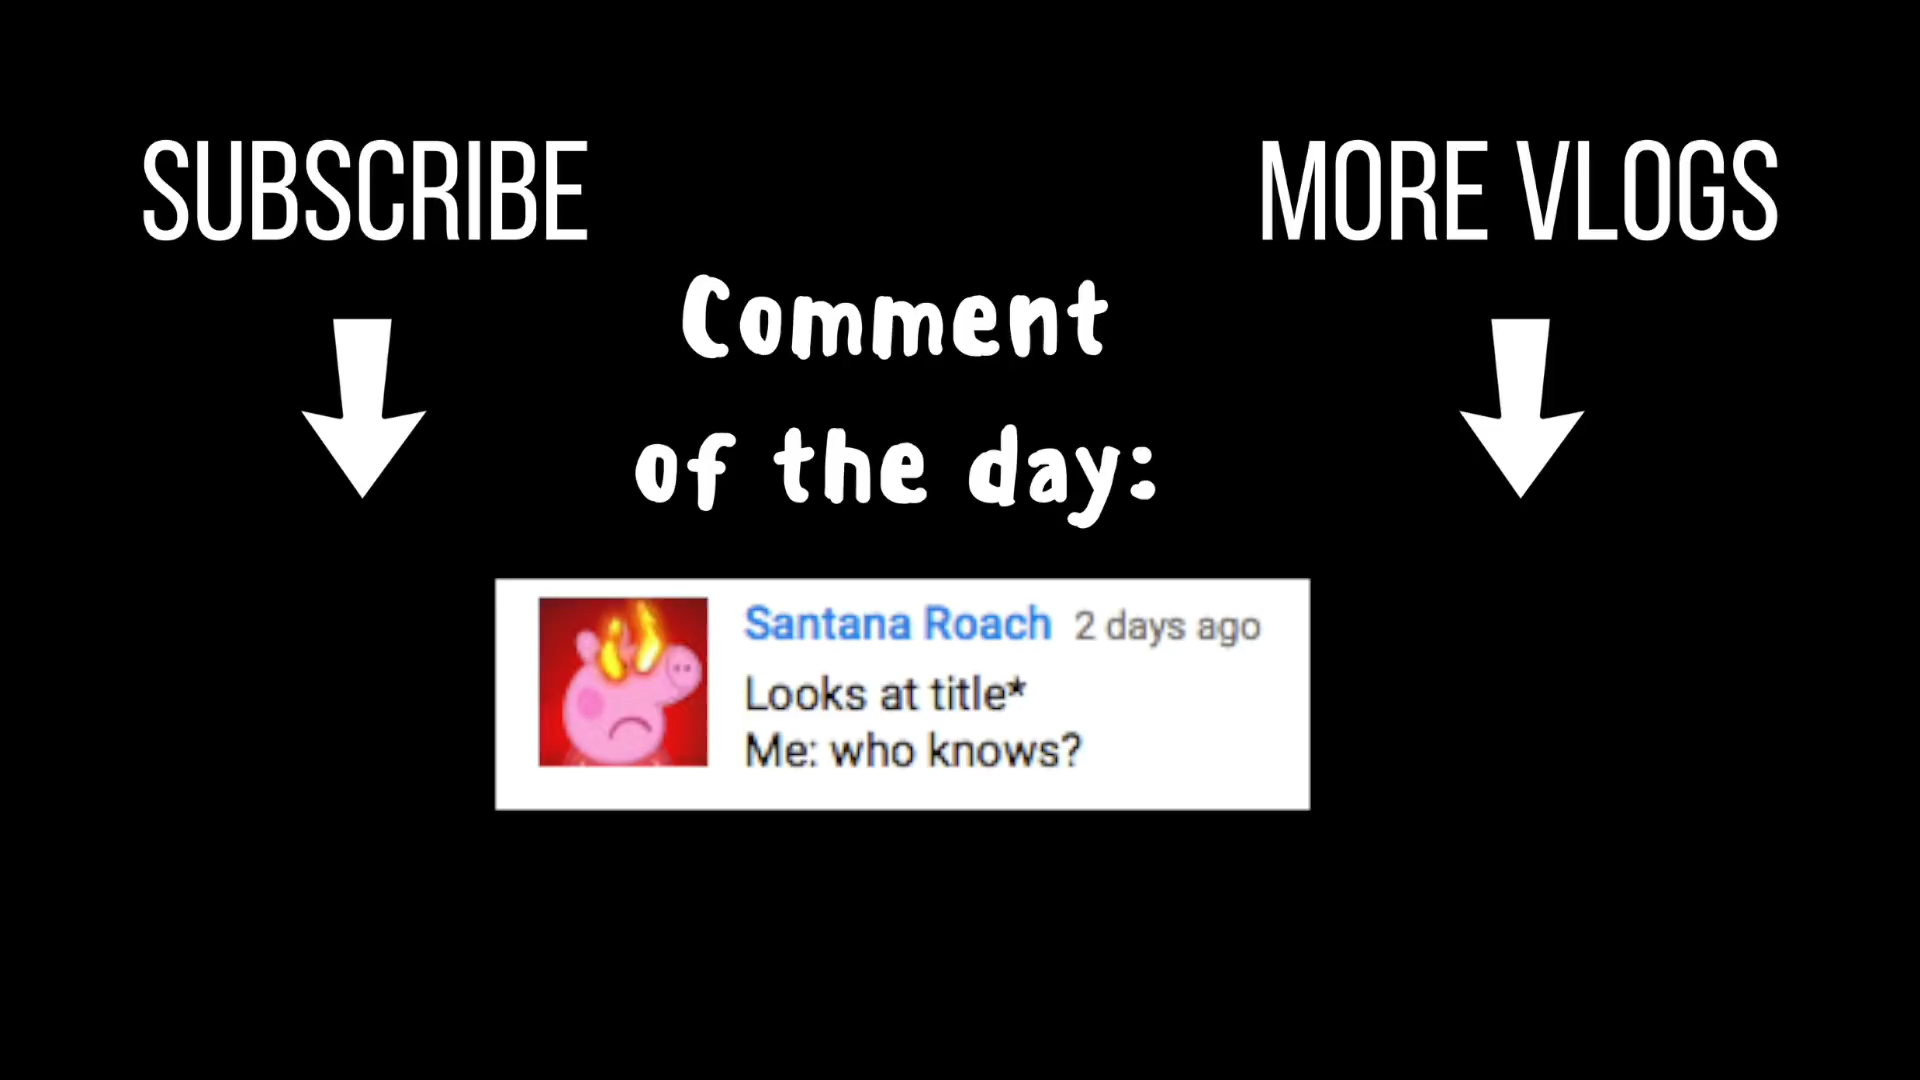 SUBSCRIBE
MORE VLOGS
Comment
of the day:
Santana Roach 2 days ago
Looks at title*
Me: who knows?